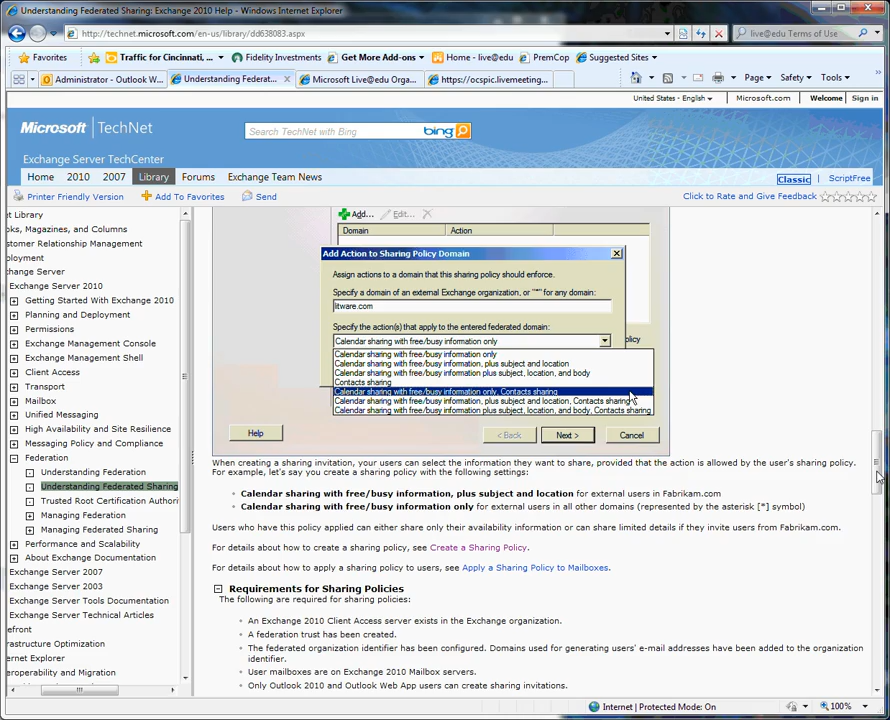 Understanding Federated Sharing: Exchange 2010 Help - Windows Internet Explorer
http://technet.microsoft.com/en-us/library/dd638083.aspx
live@edu Terms of Use
Favorites
Traffic for Cincinnati, ...
Fidelity Investments
Get More Add-ons
Home - live@edu
PremCop
Suggested Sites
Administrator - Outlook W...
Understanding Federat...
Microsoft Live@edu Orga...
https://ocspic.livemeeting...
Page
Safety
Tools
United States - English
Microsoft.com
Welcome
Sign in
Microsoft TechNet
Search TechNet with Bing
bing
Exchange Server TechCenter
Home
2010
2007
Library
Forums
Exchange Team News
Classic
ScriptFree
Printer Friendly Version
Add To Favorites
Send
Click to Rate and Give Feedback
t Library
oks, Magazines, and Columns
stomer Relationship Management
eployment
change Server
Exchange Server 2010
Getting Started With Exchange 2010
Planning and Deployment
Permissions
Exchange Management Console
Exchange Management Shell
Client Access
Transport
Mailbox
Unified Messaging
High Availability and Site Resilience
Messaging Policy and Compliance
Federation
Understanding Federation
Understanding Federated Sharing
Trusted Root Certification Authori
Managing Federation
Managing Federated Sharing
Performance and Scalability
About Exchange Documentation
Exchange Server 2007
Exchange Server 2003
Exchange Server Tools Documentation
Exchange Server Technical Articles
refront
frastructure Optimization
ernet Explorer
eroperability and Migration
Add...
Edit...
Domain
Action
Add Action to Sharing Policy Domain
Assign actions to a domain that this sharing policy should enforce.
Specify a domain of an external Exchange organization, or "*" for any domain:
litware.com
Specify the action(s) that apply to the entered federated domain:
olicy
Calendar sharing with free/busy information only
Calendar sharing with free/busy information only
Calendar sharing with free/busy information, plus subject and location
Calendar sharing with free/busy information plus subject, location, and body
Contacts sharing
Calendar sharing with free/busy information only, Contacts sharing
Calendar sharing with free/busy information, plus subject and location, Contacts sharing
Calendar sharing with free/busy information plus subject, location, and body, Contacts sharing
Help
< Back
Next >
Cancel
When creating a sharing invitation, your users can select the information they want to share, provided that the action is allowed by the user's sharing policy.
For example, let's say you create a sharing policy with the following settings:
Calendar sharing with free/busy information, plus subject and location for external users in Fabrikam.com
Calendar sharing with free/busy information only for external users in all other domains (represented by the asterisk [*] symbol)
Users who have this policy applied can either share only their availability information or can share limited details if they invite users from Fabrikam.com.
For details about how to create a sharing policy, see Create a Sharing Policy.
For details about how to apply a sharing policy to users, see Apply a Sharing Policy to Mailboxes.
Requirements for Sharing Policies
The following are required for sharing policies:
An Exchange 2010 Client Access server exists in the Exchange organization.
A federation trust has been created.
The federated organization identifier has been configured. Domains used for generating users' e-mail addresses have been added to the organization
identifier.
User mailboxes are on Exchange 2010 Mailbox servers.
Only Outlook 2010 and Outlook Web App users can create sharing invitations.
Internet | Protected Mode: On
100%